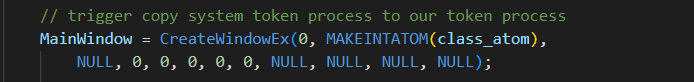 // trigger copy system token process to our token process
MainWindow = CreateWindowEx(0, MAKEINTATOM(class_atom),
NULL, 0, 0, 0, 0, 0, NULL, NULL, NULL, NULL);